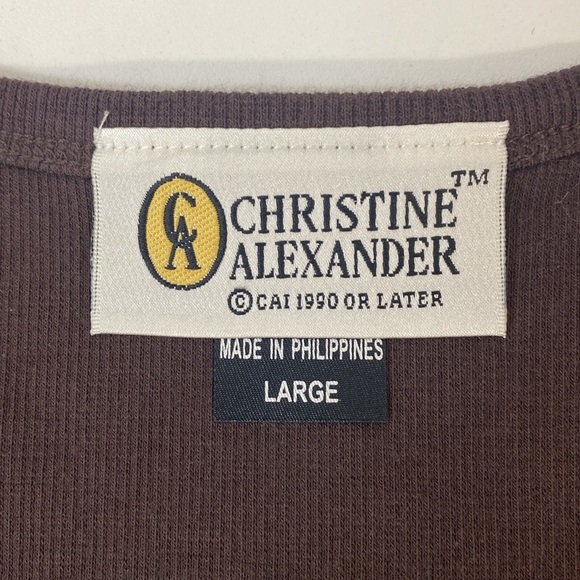 CA
CHRISTINE™
ALEXANDER
©CAI 1990 OR LATER
MADE IN PHILIPPINES
LARGE